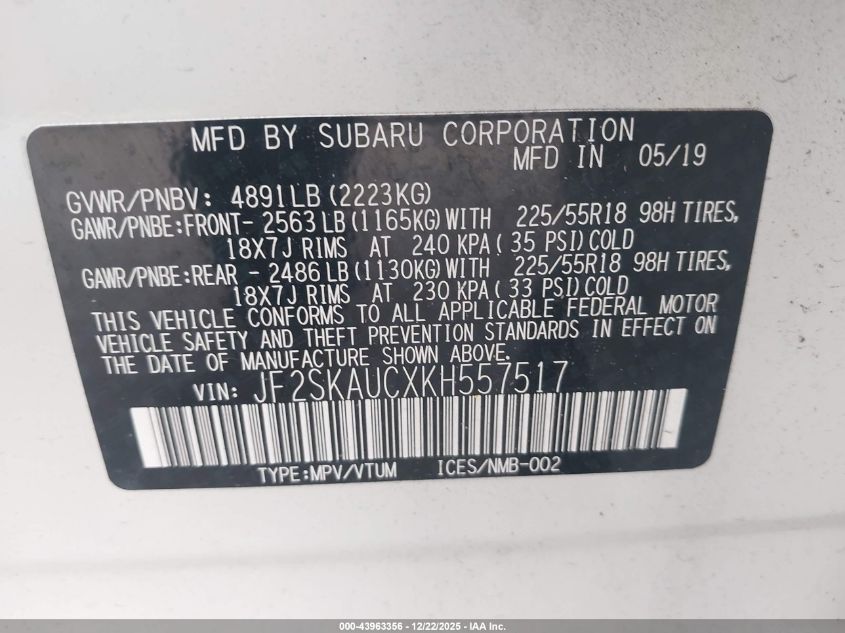 MFD BY SUBARU CORPORATION
MFD IN 05/19
GVWR/PNBV: 4891LB (2223KG)
GAWR/PNBE:FRONT- 2563 LB (1165KG) WITH 225/55R18 98H TIRES,
18X7J RIMS AT 240 KPA ( 35 PSI) COLD
GAWR/PNBE:REAR - 2486 LB (1130KG) WITH 225/55R18 98H TIRES,
18X7J RIMS AT 230 KPA ( 33 PSI) COLD
THIS VEHICLE CONFORMS TO ALL APPLICABLE FEDERAL MOTOR
VEHICLE SAFETY AND THEFT PREVENTION STANDARDS IN EFFECT ON
THE DATE OF MANUFACTURE SHOWN ABOVE.
VIN: JF2SKAUCXKH557517
TYPE:MPV/VTUM ICES/NMB-002
000-43963356 - 12/22/2025 - IAA Inc.